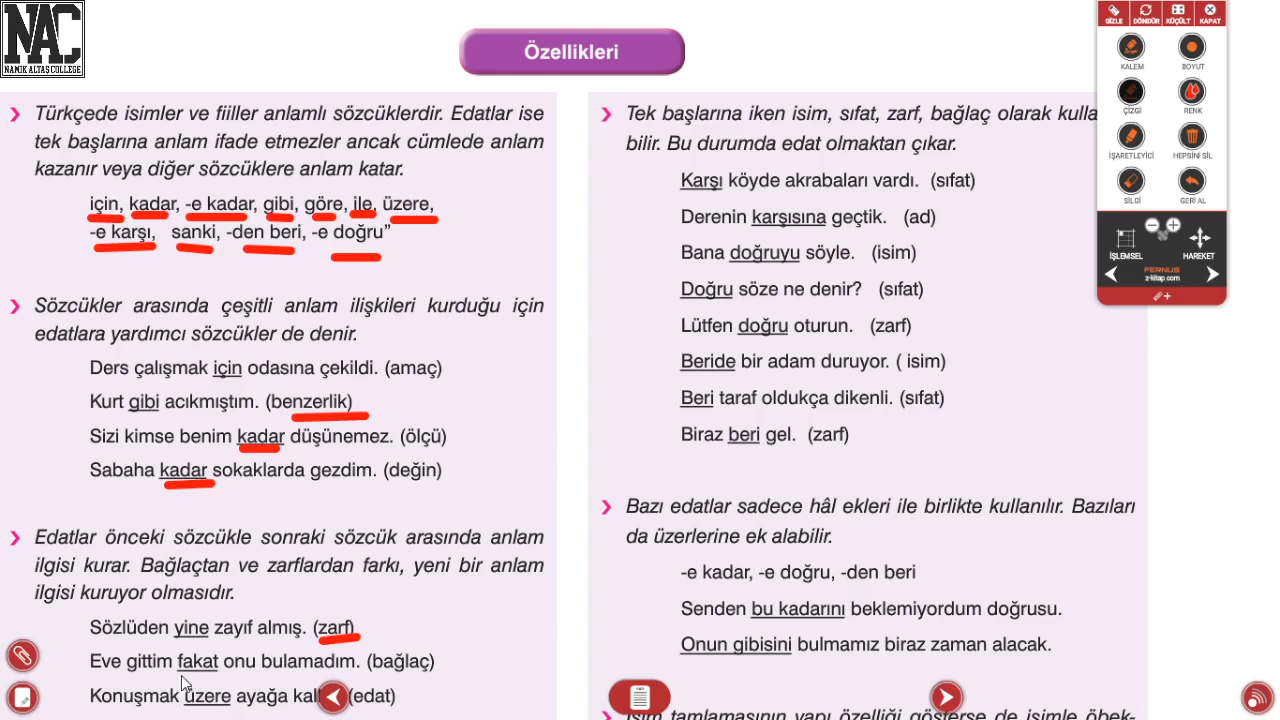 NAC
NAMIK ALTAS COLLEGE
Özellikleri
Türkçede isimler ve fiiller anlamlı sözcüklerdir. Edatlar ise
tek başlarına anlam ifade etmezler ancak cümlede anlam
kazanır veya diğer sözcüklere anlam katar.
için, kadar, -e kadar, gibi, göre, ile, üzere,
-e karşı, sanki, -den beri, -e doğru”
Sözcükler arasında çeşitli anlam ilişkileri kurduğu için
edatlara yardımcı sözcükler de denir.
Ders çalışmak için odasına çekildi. (amaç)
Kurt gibi acıkmıştım. (benzerlik)
Sizi kimse benim kadar düşünemez. (ölçü)
Sabaha kadar sokaklarda gezdim. (değin)
Edatlar önceki sözcükle sonraki sözcük arasında anlam
ilgisi kurar. Bağlaçtan ve zarflardan farkı, yeni bir anlam
ilgisi kuruyor olmasıdır.
Sözlüden yine zayıf almış. (zarf)
Eve gittim fakat onu bulamadım. (bağlaç)
Konuşmak üzere ayağa (edat)
Tek başlarına iken isim, sıfat, zarf, bağlaç olarak kulla
bilir. Bu durumda edat olmaktan çıkar.
Karşı köyde akrabaları vardı. (sıfat)
Derenin karşısına geçtik. (ad)
Bana doğruyu söyle. (isim)
Doğru söze ne denir? (sıfat)
Lütfen doğru oturun. (zarf)
Beride bir adam duruyor. ( isim)
Beri taraf oldukça dikenli. (sıfat)
Biraz beri gel. (zarf)
Bazı edatlar sadece hâl ekleri ile birlikte kullanılır. Bazıları
da üzerlerine ek alabilir.
-e kadar, -e doğru, -den beri
Senden bu kadarını beklemiyordum doğrusu.
Onun gibisini bulmamız biraz zaman alacak.
İsim tamlamasının yapı özelliği gösterse de isimle öbek-
GİZLE DÖNDÜR KÜÇÜLT KAPAT
KALEM BOYUT
ÇİZGİ RENK
İŞARETLEYİCİ HEPSİNİ SİL
SİLGİ GERİ AL
İŞLEMSEL HAREKET
FERNUS
z-kitap.com